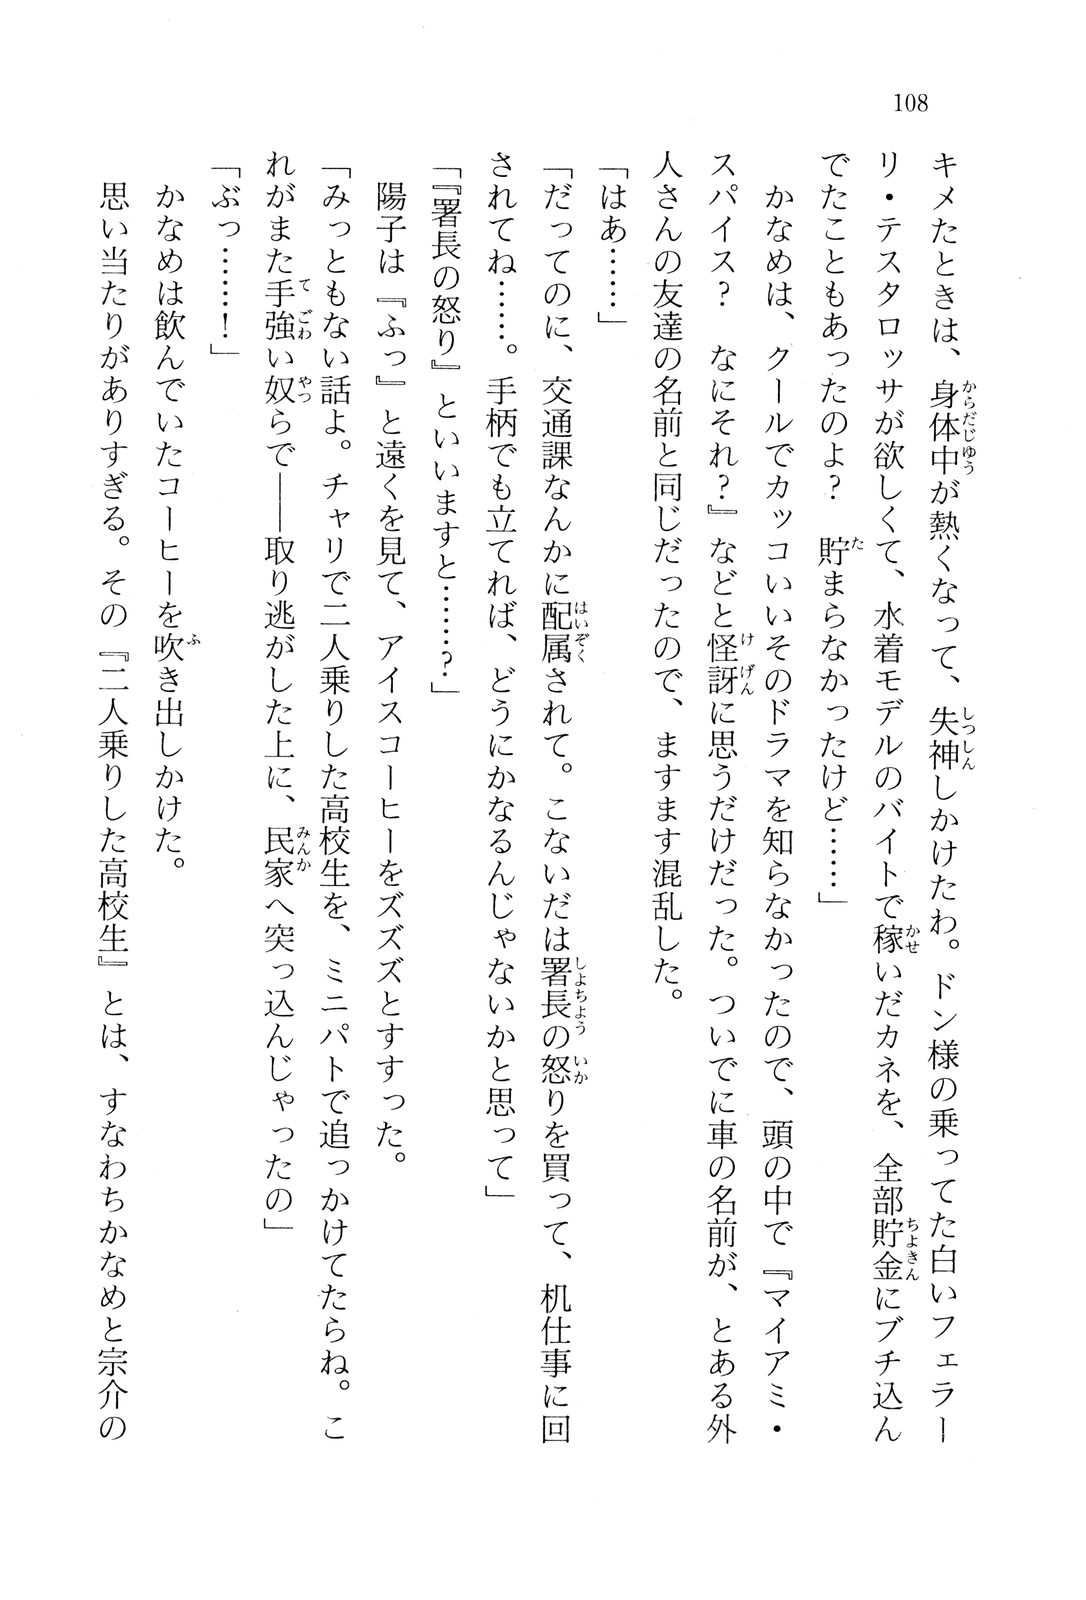 108
キメたときは、身体中が熱くなって、失神しかけたわ。ドン様の乗ってた白いフェラー
リ・テスタロッサが欲しくて、水着モデルのバイトで稼いだカネを、全部貯金にブチ込ん
でたこともあったのよ？　貯まらなかったけど……」
　かなめは、クールでカッコいいそのドラマを知らなかったので、頭の中で『マイアミ・
スパイス？　なにそれ？』などと怪訝に思うだけだった。ついでに車の名前が、とある外
人さんの友達の名前と同じだったので、ますます混乱した。
「はあ……」
「だってのに、交通課なんかに配属されて。こないだは署長の怒りを買って、机仕事に回
されてね……。手柄でも立てれば、どうにかなるんじゃないかと思って」
「『署長の怒り』といいますと……？」
　陽子は『ふっ』と遠くを見て、アイスコーヒーをズズズとすすった。
「みっともない話よ。チャリで二人乗りした高校生を、ミニパトで追っかけてたらね。こ
れがまた手強い奴らで――取り逃がした上に、民家へ突っ込んじゃったの」
「ぶっ……！」
　かなめは飲んでいたコーヒーを吹き出しかけた。
　思い当たりがありすぎる。その『二人乗りした高校生』とは、すなわちかなめと宗介の